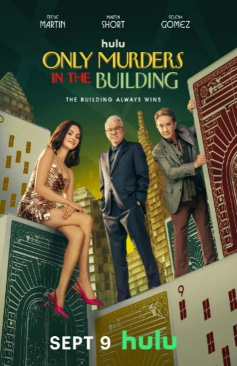 STEVE MARTIN
MARTIN SHORT
SELENA GOMEZ
hulu
ONLY MURDERS
IN THE BUILDING
THE BUILDING ALWAYS WINS
9
SEPT 9 hulu